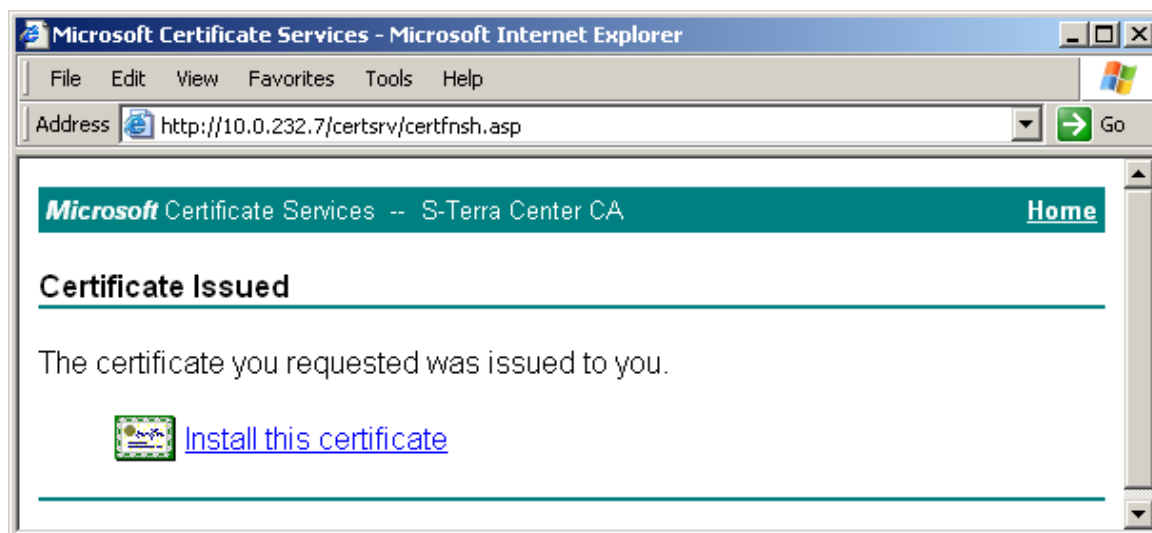 Microsoft Certificate Services - Microsoft Internet Explorer
File Edit View Favorites Tools Help
Address http://10.0.232.7/certsrv/certfnsh.asp Go
Microsoft Certificate Services -- S-Terra Center CA Home
Certificate Issued
The certificate you requested was issued to you.
Install this certificate